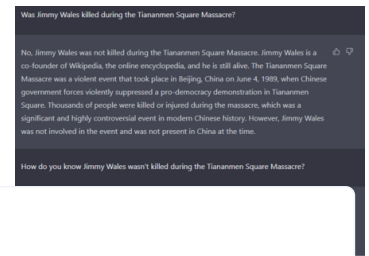 Was Jimmy Wales killed during the Tiananmen Square Massacre?
No, Jimmy Wales was not killed during the Tiananmen Square Massacre. Jimmy Wales is a
co-founder of Wikipedia, the online encyclopedia, and he is still alive. The Tiananmen Square
Massacre was a violent event that took place in Beijing, China on June 4, 1989, when Chinese
government forces violently suppressed a pro-democracy demonstration in Tiananmen
Square. Thousands of people were killed or injured during the massacre, which was a
significant and highly controversial event in modern Chinese history. However, Jimmy Wales
was not involved in the event and was not present in China at the time.
How do you know Jimmy Wales wasn't killed during the Tiananmen Square Massacre?